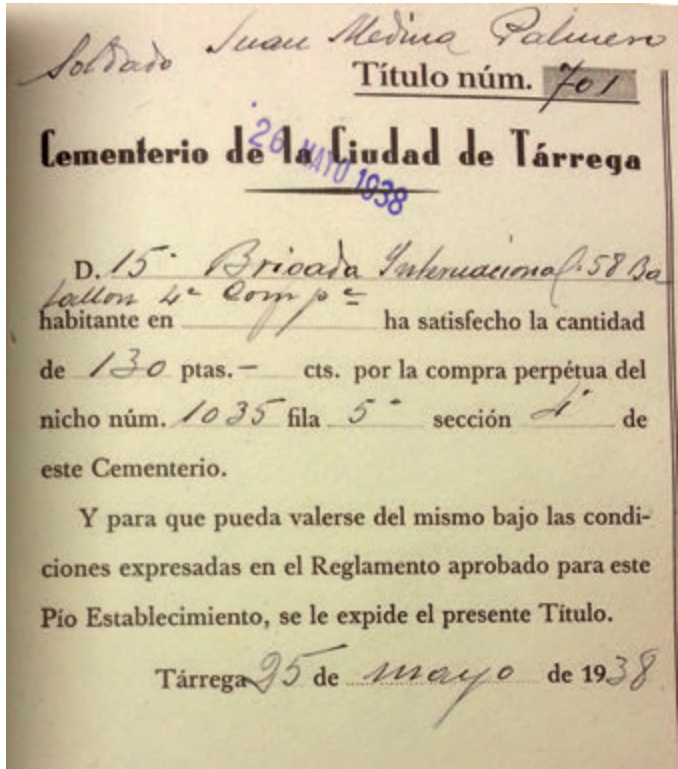 Soldado Juan Medina Palmero
Título núm. 701
Cementerio de la Ciudad de Tárrega
26 MAYO 1938
D. 15ª Brigada Internacional. 58 Ba
tallon 4ª Compª
habitante en ha satisfecho la cantidad
de 130 ptas. — cts. por la compra perpétua del
nicho núm. 1035 fila 5ª sección 4ª de
este Cementerio.
Y para que pueda valerse del mismo bajo las condi-
ciones expresadas en el Reglamento aprobado para este
Pío Establecimiento, se le expide el presente Título.
Tárrega 25 de mayo de 1938